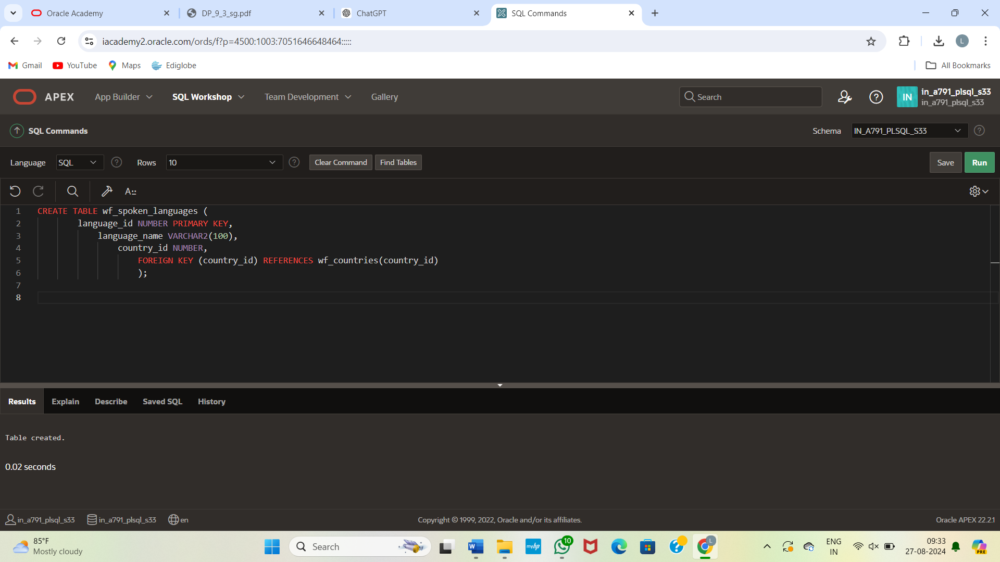 Oracle Academy
DP_9_3_sg.pdf
ChatGPT
SQL Commands
iacademy2.oracle.com/ords/f?p=4500:1003:7051646648464:::::
L
Gmail
YouTube
Maps
Ediglobe
All Bookmarks
APEX
App Builder
SQL Workshop
Team Development
Gallery
Search
IN
in_a791_plsql_s33
in_a791_plsql_s33
SQL Commands
Schema
IN_A791_PLSQL_S33
Language
SQL
Rows
10
Clear Command
Find Tables
Save
Run
A::
1 CREATE TABLE wf_spoken_languages (
2 language_id NUMBER PRIMARY KEY,
3 language_name VARCHAR2(100),
4 country_id NUMBER,
5 FOREIGN KEY (country_id) REFERENCES wf_countries(country_id)
6 );
7
8
Results
Explain
Describe
Saved SQL
History
Table created.
0.02 seconds
in_a791_plsql_s33
in_a791_plsql_s33
en
Copyright © 1999, 2022, Oracle and/or its affiliates.
Oracle APEX 22.2.1
85°F
Mostly cloudy
Search
W
myhp
10
L
ENG
IN
09:33
27-08-2024
PRE